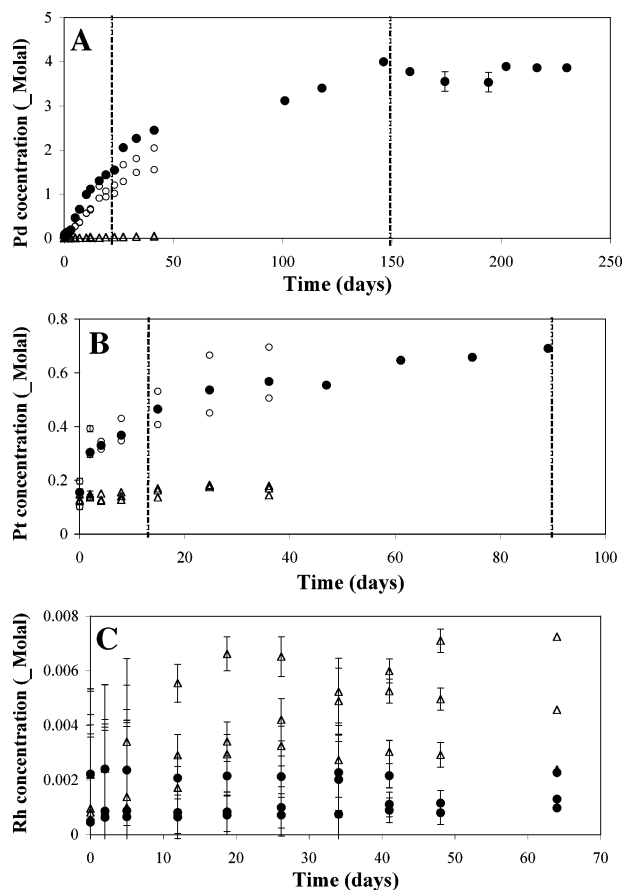 A
Pd cocentration (_Molal)
5
4
3
2
1
0
0 50 100 150 200 250
Time (days)
B
Pt concentration (_Molal)
0.8
0.6
0.4
0.2
0
0 20 40 60 80 100
Time (days)
C
Rh concentration (_Molal)
0.008
0.006
0.004
0.002
0
0 10 20 30 40 50 60 70
Time (days)